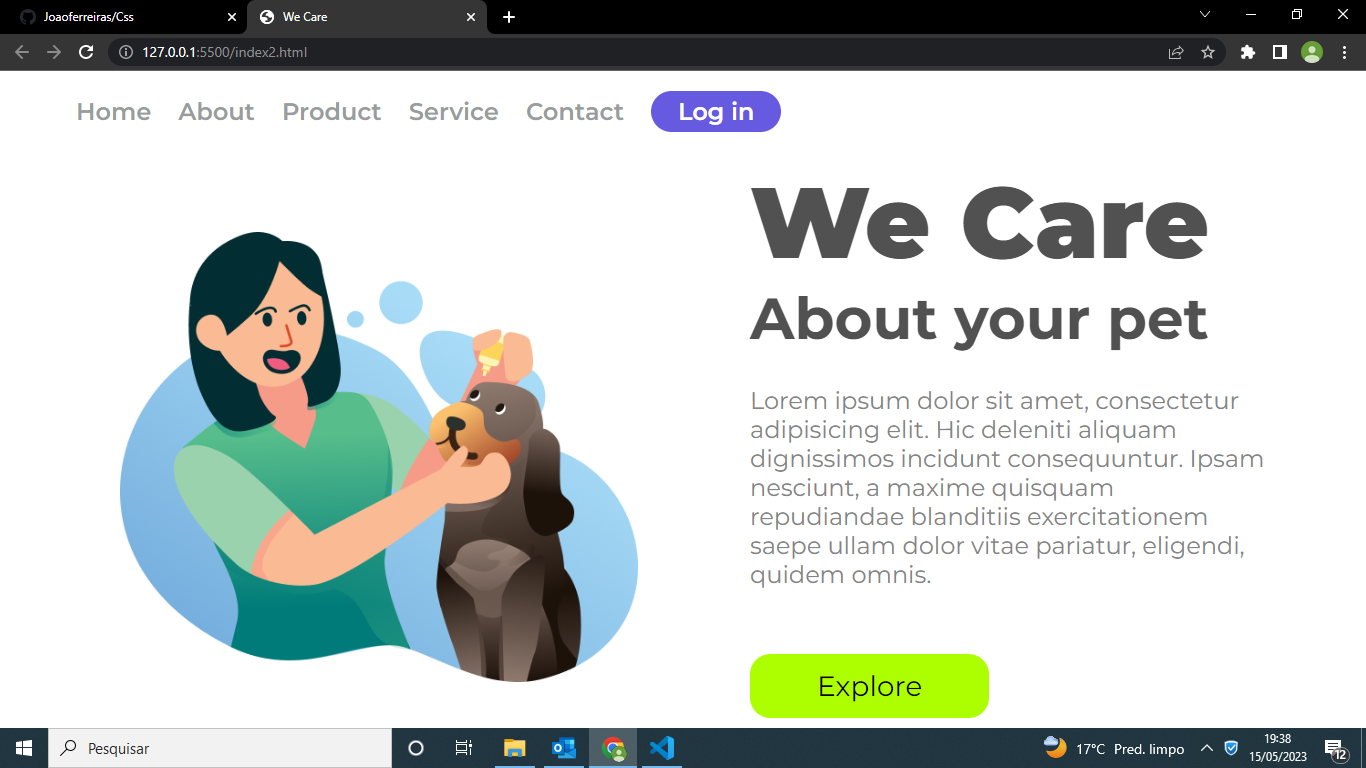 Joaoferreiras/Css
We Care
127.0.0.1:5500/index2.html
Home About Product Service Contact Log in
We Care
About your pet
Lorem ipsum dolor sit amet, consectetur
adipisicing elit. Hic deleniti aliquam
dignissimos incidunt consequuntur. Ipsam
nesciunt, a maxime quisquam
repudiandae blanditiis exercitationem
saepe ullam dolor vitae pariatur, eligendi,
quidem omnis.
Explore
Pesquisar
17°C Pred. limpo
19:38
15/05/2023
12